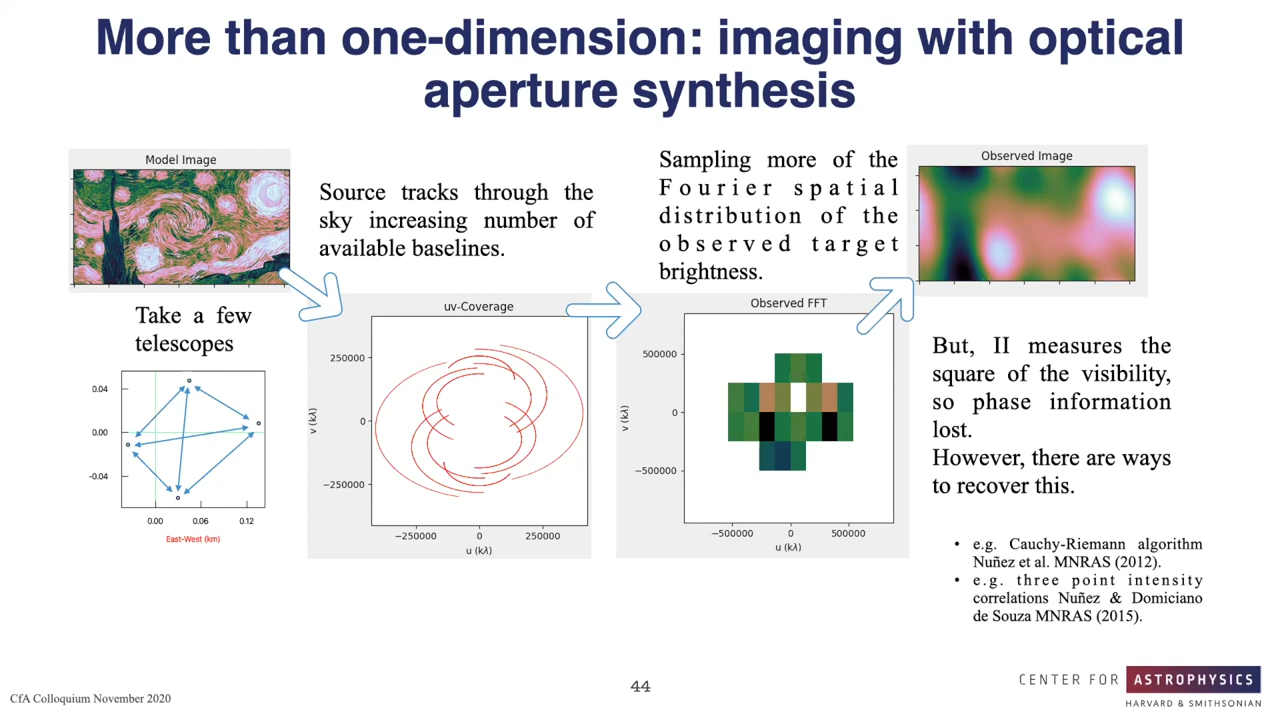 More than one-dimension: imaging with optical
aperture synthesis
Model Image
Take a few
telescopes
0.04
0.00
-0.04
0.00 0.06 0.12
East-West (km)
Source tracks through the
sky increasing number of
available baselines.
uv-Coverage
v (kλ)
250000
0
−250000
−250000 0 250000
u (kλ)
Sampling more of the
Fourier spatial
distribution of the
observed target
brightness.
Observed FFT
v (kλ)
500000
0
−500000
−500000 0 500000
u (kλ)
Observed Image
But, II measures the
square of the visibility,
so phase information
lost.
However, there are ways
to recover this.
• e.g. Cauchy-Riemann algorithm
Nuñez et al. MNRAS (2012).
• e.g. three point intensity
correlations Nuñez & Domiciano
de Souza MNRAS (2015).
CfA Colloquium November 2020
44
CENTER FOR ASTROPHYSICS
HARVARD & SMITHSONIAN